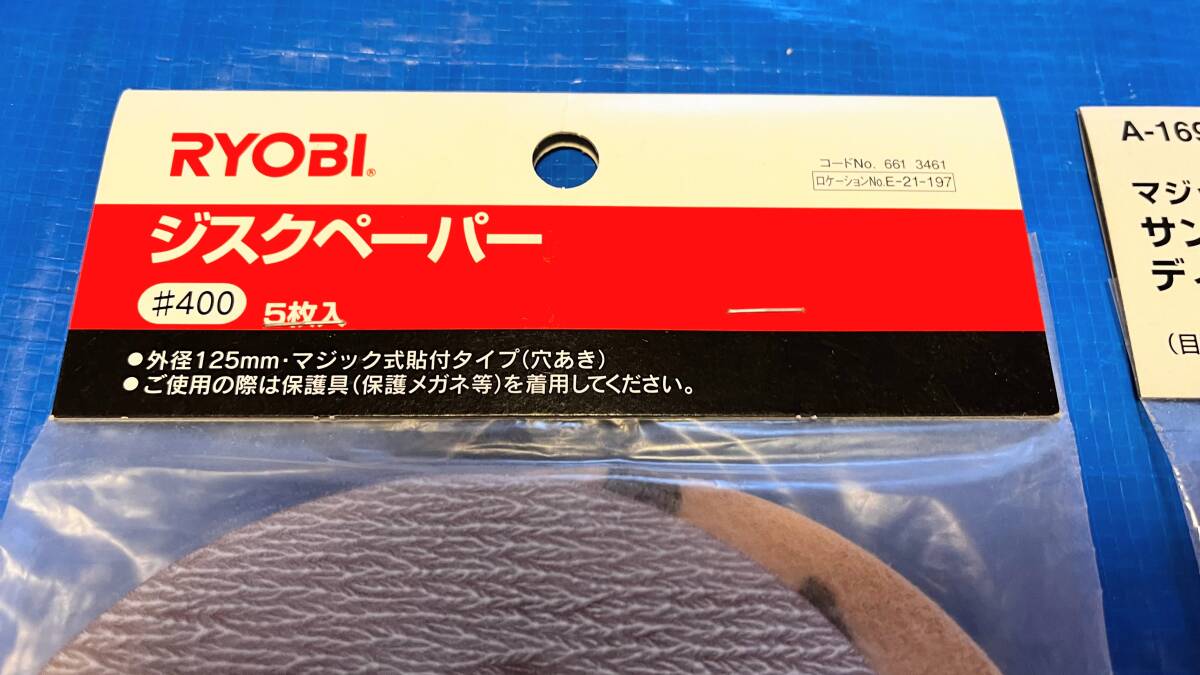 RYOBI®
コードNo. 661 3461
ロケーションNo.E-21-197
ジスクペーパー
#400 5枚入
●外径125mm・マジック式貼付タイプ(穴あき)
●ご使用の際は保護具(保護メガネ等)を着用してください。
A-169
マジ
サン
ディ
(目